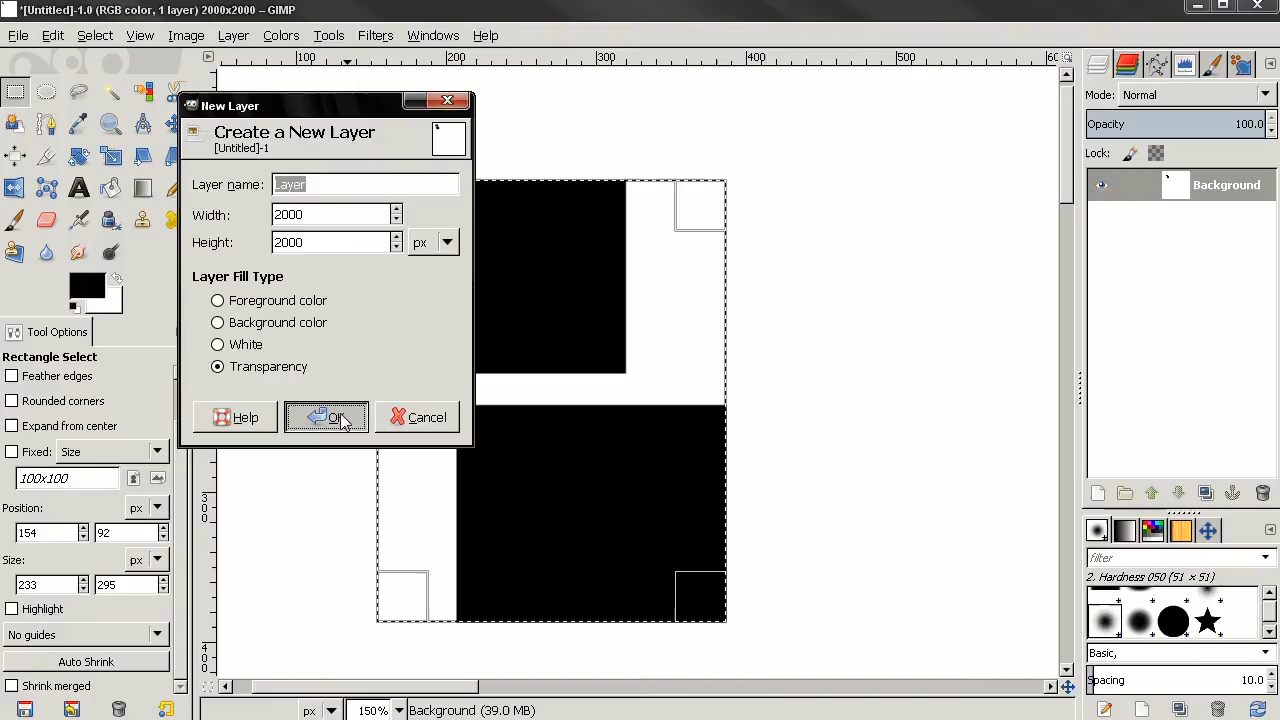 *[Untitled]-1.0 (RGB color, 1 layer) 2000x2000 – GIMP
File Edit Select View Image Layer Colors Tools Filters Windows Help
100 200 300 400 500
Mode: Normal
Opacity 100.0
Lock:
Background
New Layer
Create a New Layer
[Untitled]-1
Layer name: Layer
Width: 2000
Height: 2000 px
Layer Fill Type
Foreground color
Background color
White
Transparency
Help
Cancel
Tool Options
Rectangle Select
Feather edges
Rounded corners
Expand from center
Fixed: Size
100x100
Position: px
154 92
Size: px
233 295
Highlight
No guides
Auto Shrink
Shrink merged
300
400
filter
2. Hardness 050 (51 × 51)
Basic,
Spacing 10.0
px 150% Background (39.0 MB)